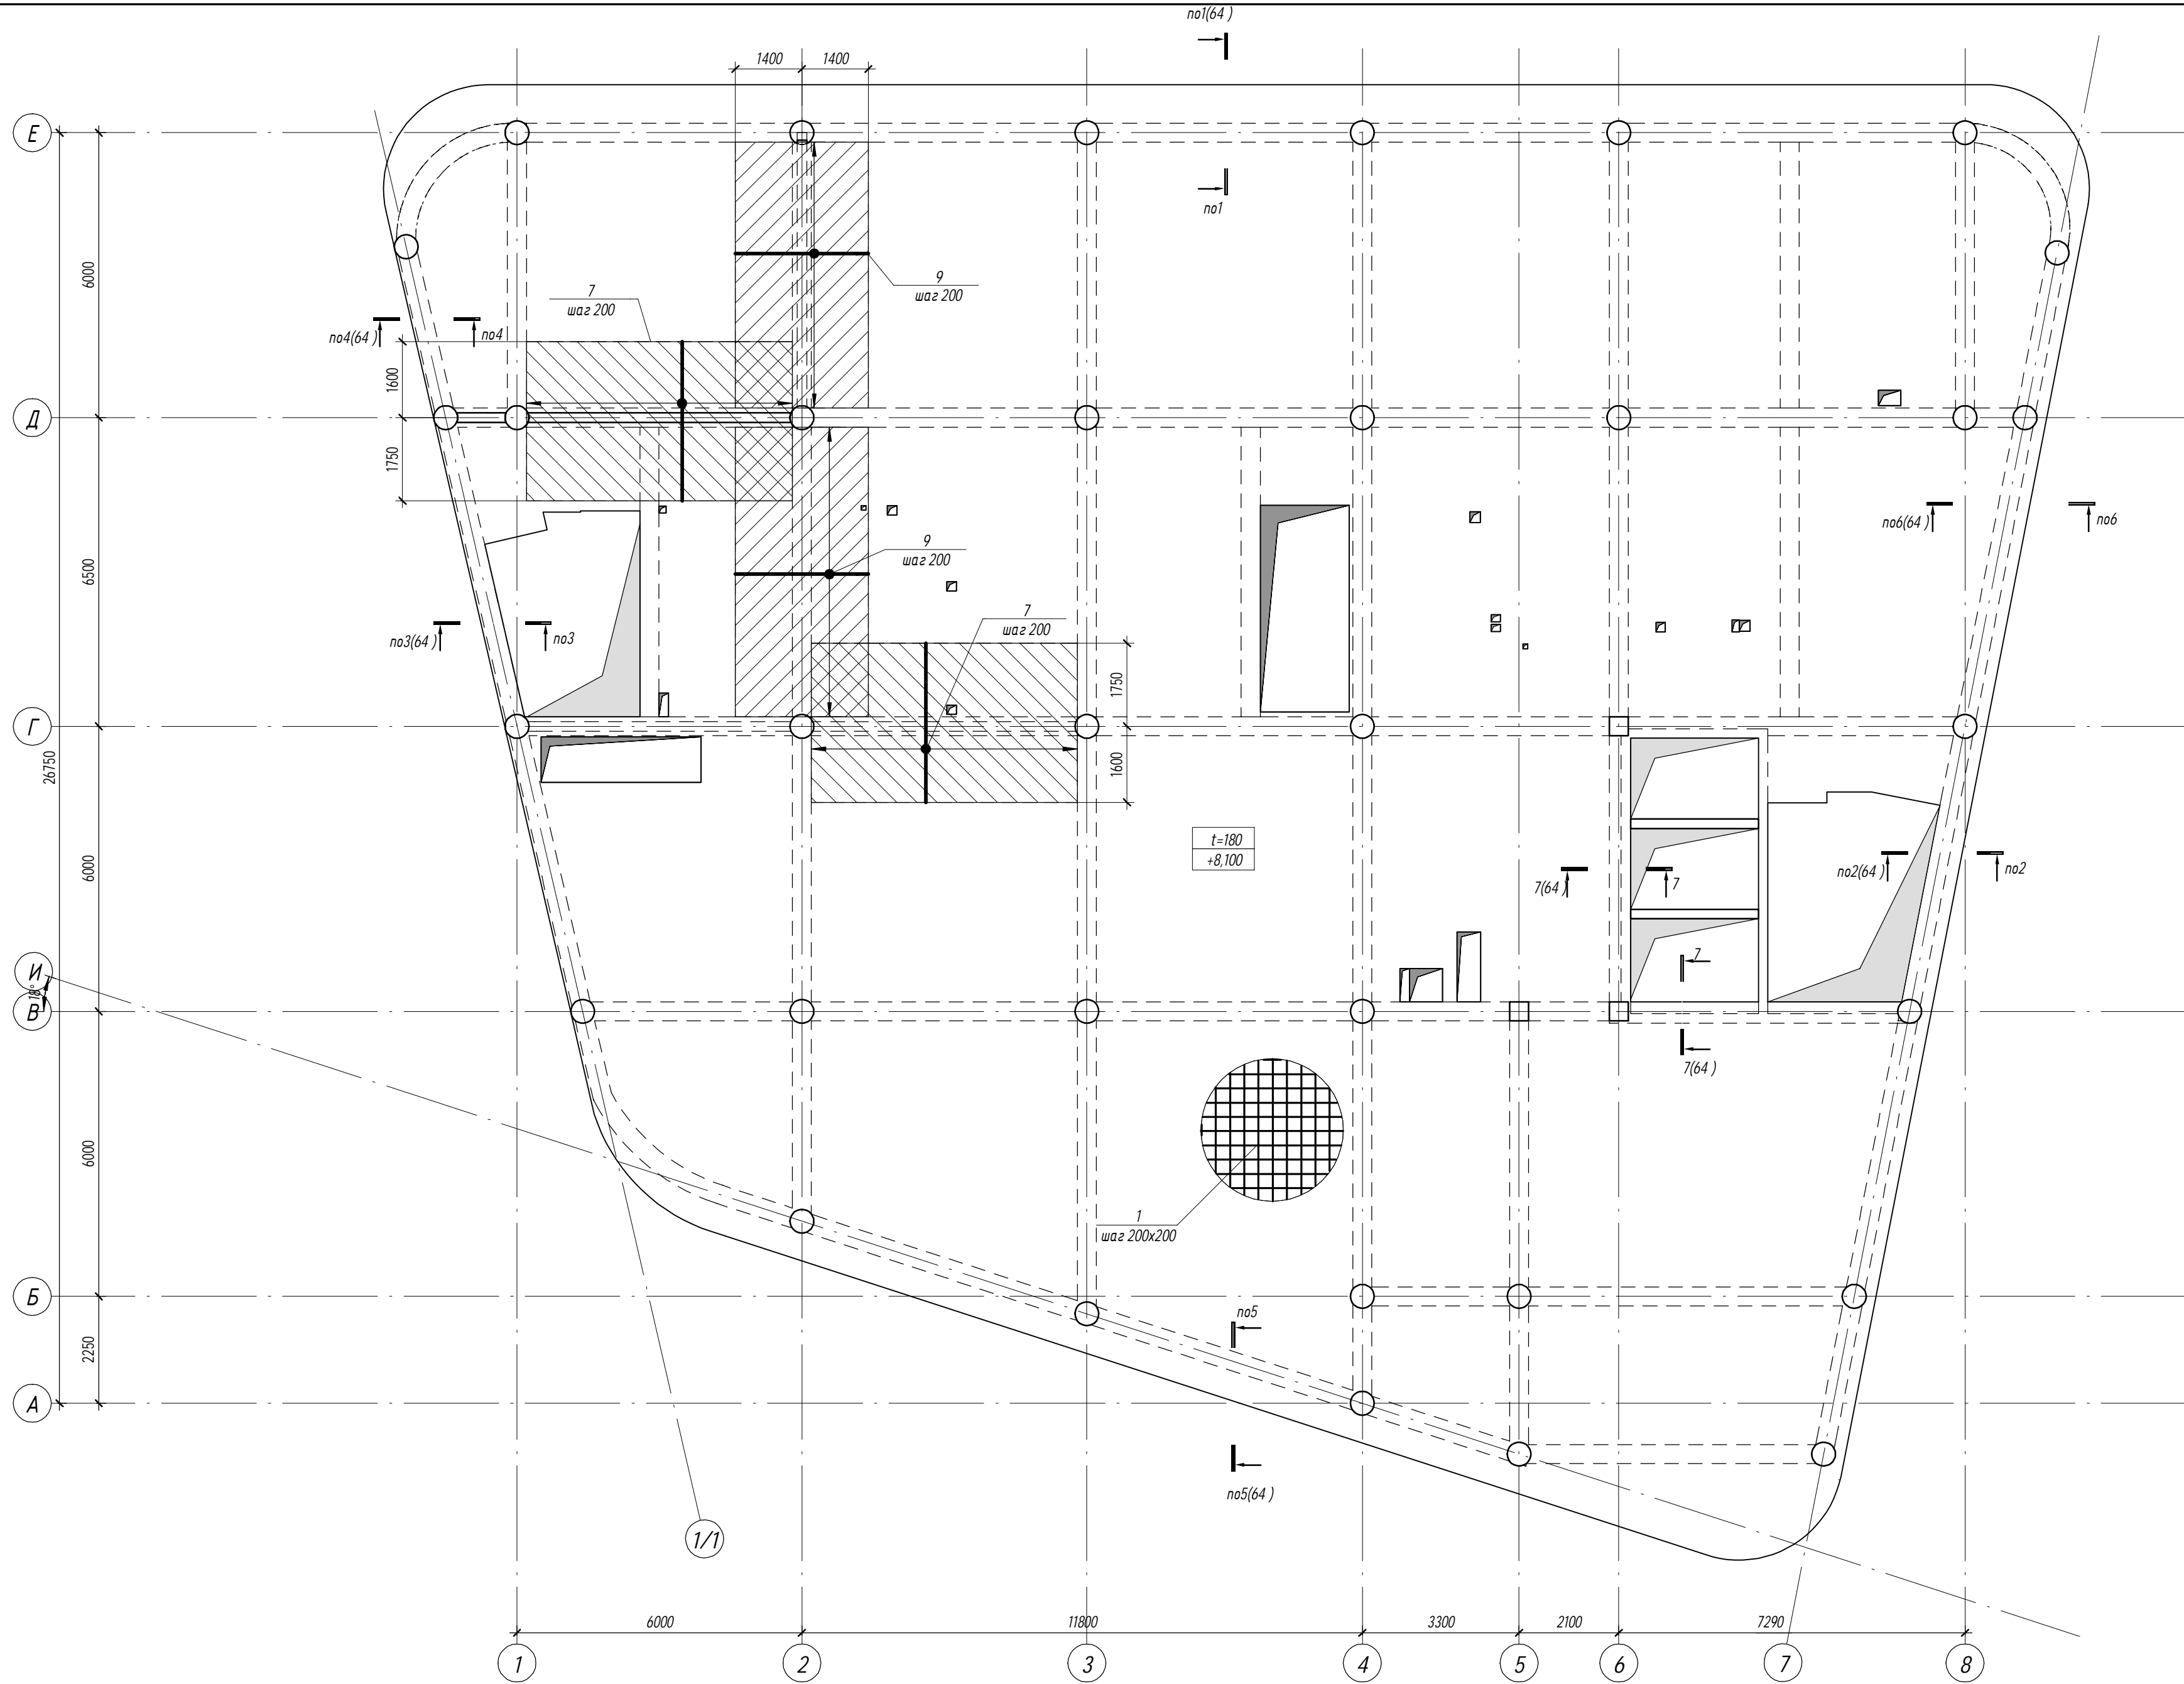 по1(64 )
1400
1400
Е
по1
6000
9
шаг 200
7
шаг 200
по4(64 )
по4
1600
Д
1750
по6(64 )
по6
9
шаг 200
6500
7
шаг 200
по3(64 )
по3
1750
Г
26750
1600
t=180
+8,100
6000
7(64 )
7
по2(64 )
по2
7
И
18°
В
7(64 )
6000
1
шаг 200х200
Б
по5
2250
А
по5(64 )
1/1
6000
11800
3300
2100
7290
1
2
3
4
5
6
7
8